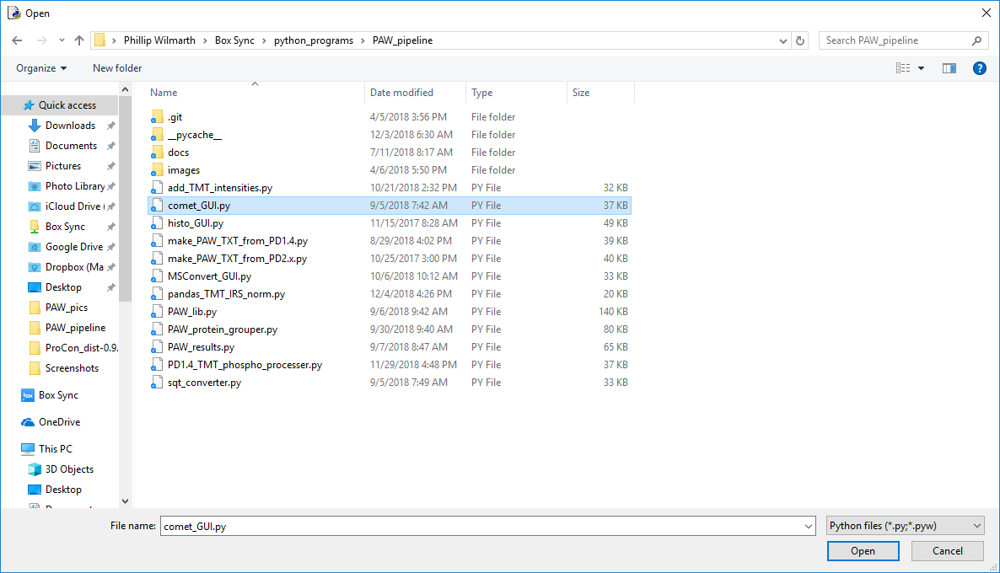 Open
Phillip Wilmarth > Box Sync > python_programs > PAW_pipeline
Search PAW_pipeline
Organize
New folder
Name Date modified Type Size
.git 4/5/2018 3:56 PM File folder
__pycache__ 12/3/2018 6:30 AM File folder
docs 7/11/2018 8:17 AM File folder
images 4/6/2018 5:50 PM File folder
add_TMT_intensities.py 10/21/2018 2:32 PM PY File 32 KB
comet_GUI.py 9/5/2018 7:42 AM PY File 37 KB
histo_GUI.py 11/15/2017 8:28 AM PY File 49 KB
make_PAW_TXT_from_PD1.4.py 8/29/2018 4:02 PM PY File 39 KB
make_PAW_TXT_from_PD2.x.py 10/25/2017 3:00 PM PY File 40 KB
MSConvert_GUI.py 10/6/2018 10:12 AM PY File 33 KB
pandas_TMT_IRS_norm.py 12/4/2018 4:26 PM PY File 20 KB
PAW_lib.py 9/6/2018 9:42 AM PY File 140 KB
PAW_protein_grouper.py 9/30/2018 9:40 AM PY File 80 KB
PAW_results.py 9/7/2018 8:47 AM PY File 65 KB
PD1.4_TMT_phospho_processer.py 11/29/2018 4:48 PM PY File 37 KB
sqt_converter.py 9/5/2018 7:49 AM PY File 33 KB
Quick access
Downloads
Documents
Pictures
Photo Library
iCloud Drive (
Box Sync
Google Drive
Dropbox (Ma
Desktop
PAW_pics
PAW_pipeline
ProCon_dist-0.9.
Screenshots
box Box Sync
OneDrive
This PC
3D Objects
Desktop
File name: comet_GUI.py
Python files (*.py;*.pyw)
Open
Cancel